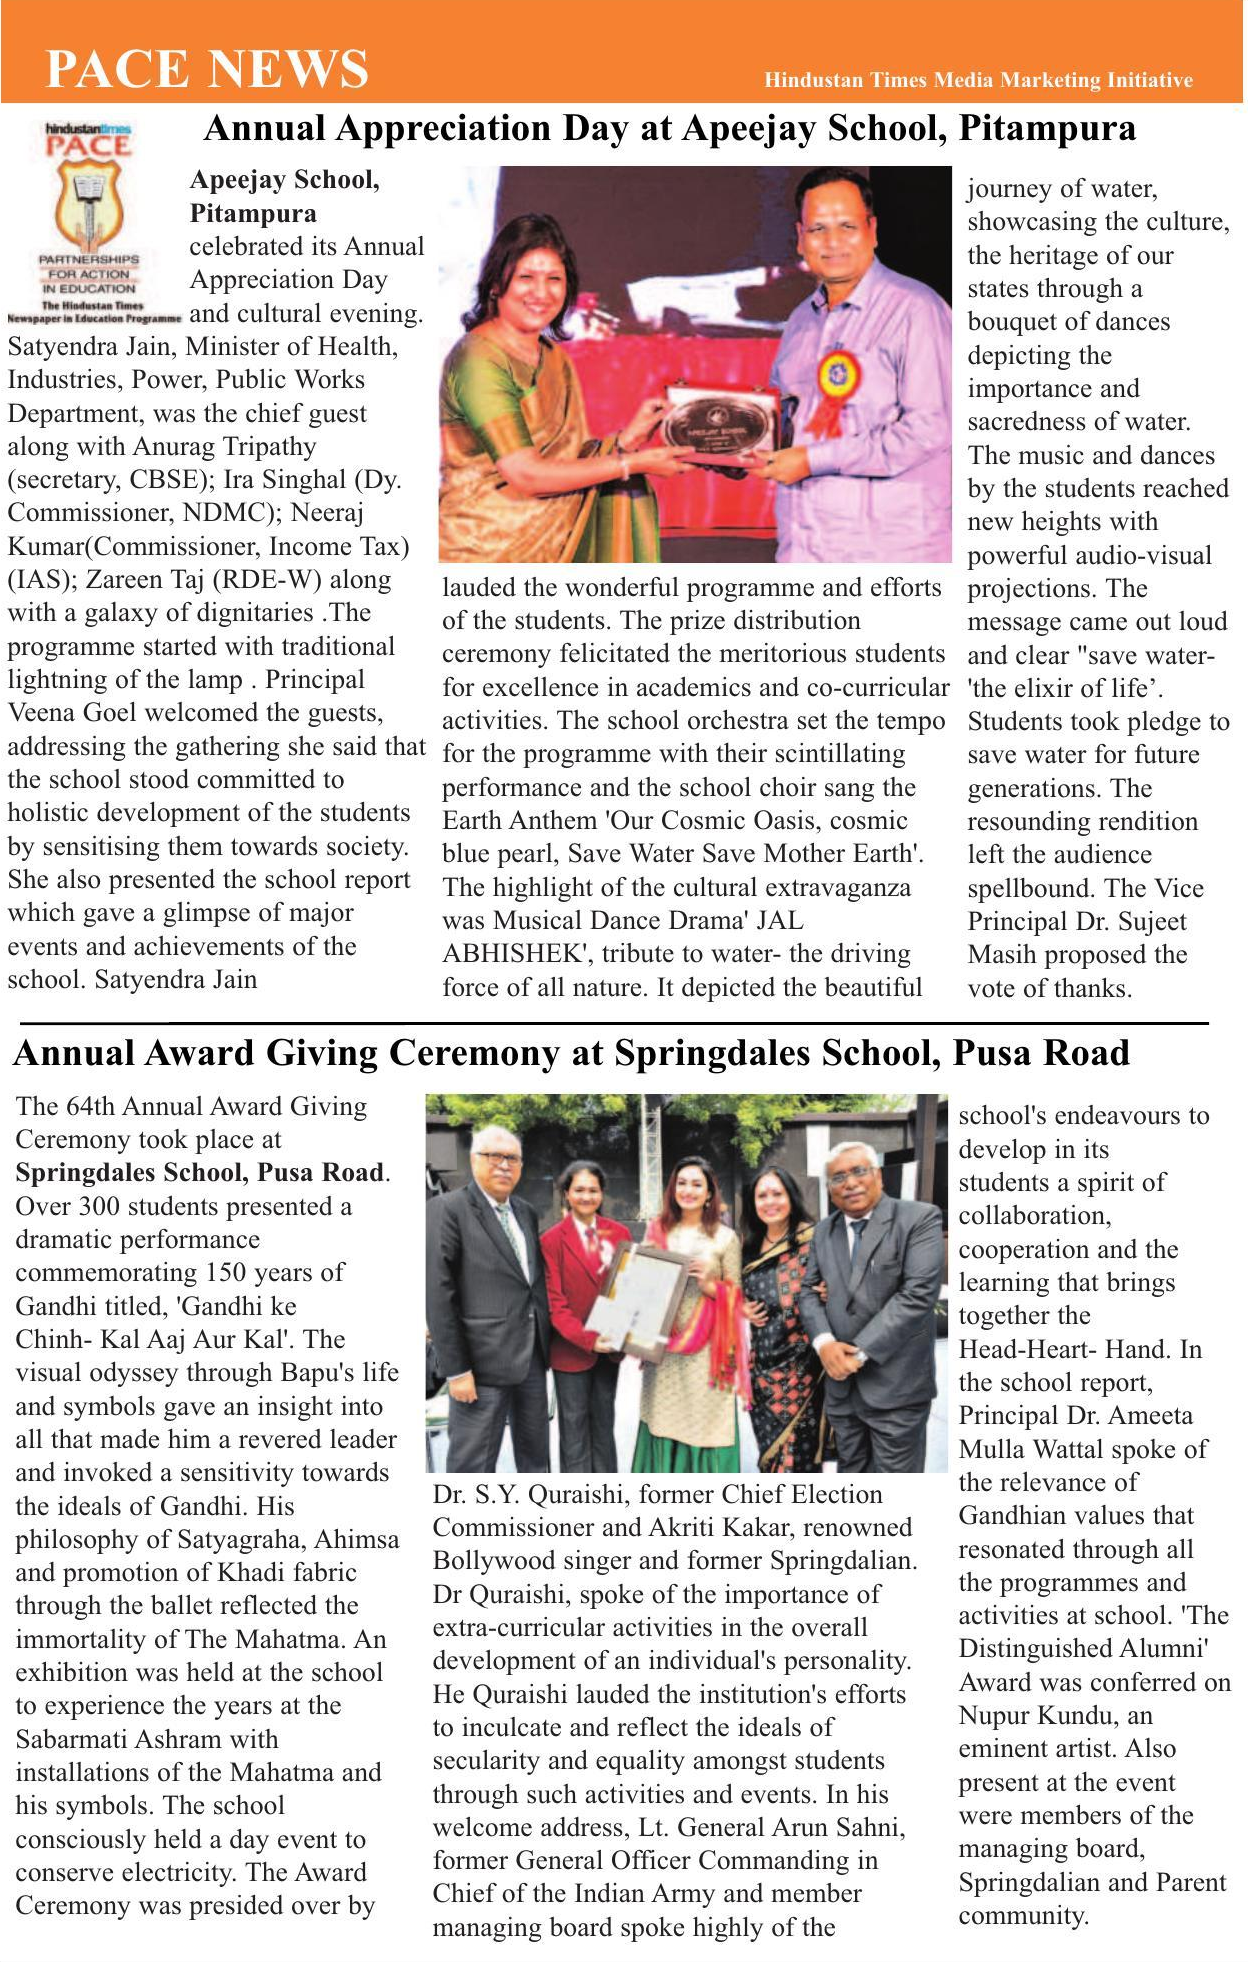 PACE NEWS
Hindustan Times Media Marketing Initiative
hindustantimes
PACE
PARTNERSHIPS
FOR ACTION
IN EDUCATION
The Hindustan Times
Newspaper in Education Programme
Annual Appreciation Day at Apeejay School, Pitampura
Apeejay School,
Pitampura
celebrated its Annual
Appreciation Day
and cultural evening.
Satyendra Jain, Minister of Health,
Industries, Power, Public Works
Department, was the chief guest
along with Anurag Tripathy
(secretary, CBSE); Ira Singhal (Dy.
Commissioner, NDMC); Neeraj
Kumar(Commissioner, Income Tax)
(IAS); Zareen Taj (RDE-W) along
with a galaxy of dignitaries .The
programme started with traditional
lightning of the lamp . Principal
Veena Goel welcomed the guests,
addressing the gathering she said that
the school stood committed to
holistic development of the students
by sensitising them towards society.
She also presented the school report
which gave a glimpse of major
events and achievements of the
school. Satyendra Jain
APEEJAY SCHOOL
lauded the wonderful programme and efforts
of the students. The prize distribution
ceremony felicitated the meritorious students
for excellence in academics and co-curricular
activities. The school orchestra set the tempo
for the programme with their scintillating
performance and the school choir sang the
Earth Anthem 'Our Cosmic Oasis, cosmic
blue pearl, Save Water Save Mother Earth'.
The highlight of the cultural extravaganza
was Musical Dance Drama' JAL
ABHISHEK', tribute to water- the driving
force of all nature. It depicted the beautiful
journey of water,
showcasing the culture,
the heritage of our
states through a
bouquet of dances
depicting the
importance and
sacredness of water.
The music and dances
by the students reached
new heights with
powerful audio-visual
projections. The
message came out loud
and clear "save water-
'the elixir of life’.
Students took pledge to
save water for future
generations. The
resounding rendition
left the audience
spellbound. The Vice
Principal Dr. Sujeet
Masih proposed the
vote of thanks.
Annual Award Giving Ceremony at Springdales School, Pusa Road
The 64th Annual Award Giving
Ceremony took place at
Springdales School, Pusa Road.
Over 300 students presented a
dramatic performance
commemorating 150 years of
Gandhi titled, 'Gandhi ke
Chinh- Kal Aaj Aur Kal'. The
visual odyssey through Bapu's life
and symbols gave an insight into
all that made him a revered leader
and invoked a sensitivity towards
the ideals of Gandhi. His
philosophy of Satyagraha, Ahimsa
and promotion of Khadi fabric
through the ballet reflected the
immortality of The Mahatma. An
exhibition was held at the school
to experience the years at the
Sabarmati Ashram with
installations of the Mahatma and
his symbols. The school
consciously held a day event to
conserve electricity. The Award
Ceremony was presided over by
Dr. S.Y. Quraishi, former Chief Election
Commissioner and Akriti Kakar, renowned
Bollywood singer and former Springdalian.
Dr Quraishi, spoke of the importance of
extra-curricular activities in the overall
development of an individual's personality.
He Quraishi lauded the institution's efforts
to inculcate and reflect the ideals of
secularity and equality amongst students
through such activities and events. In his
welcome address, Lt. General Arun Sahni,
former General Officer Commanding in
Chief of the Indian Army and member
managing board spoke highly of the
school's endeavours to
develop in its
students a spirit of
collaboration,
cooperation and the
learning that brings
together the
Head-Heart- Hand. In
the school report,
Principal Dr. Ameeta
Mulla Wattal spoke of
the relevance of
Gandhian values that
resonated through all
the programmes and
activities at school. 'The
Distinguished Alumni'
Award was conferred on
Nupur Kundu, an
eminent artist. Also
present at the event
were members of the
managing board,
Springdalian and Parent
community.